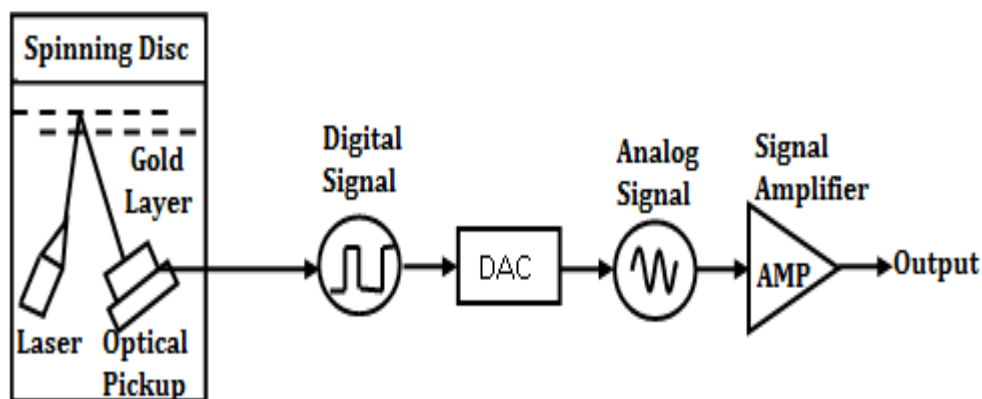 Spinning Disc
Gold
Layer
Laser
Optical
Pickup
Digital
Signal
DAC
Analog
Signal
Signal
Amplifier
AMP
Output